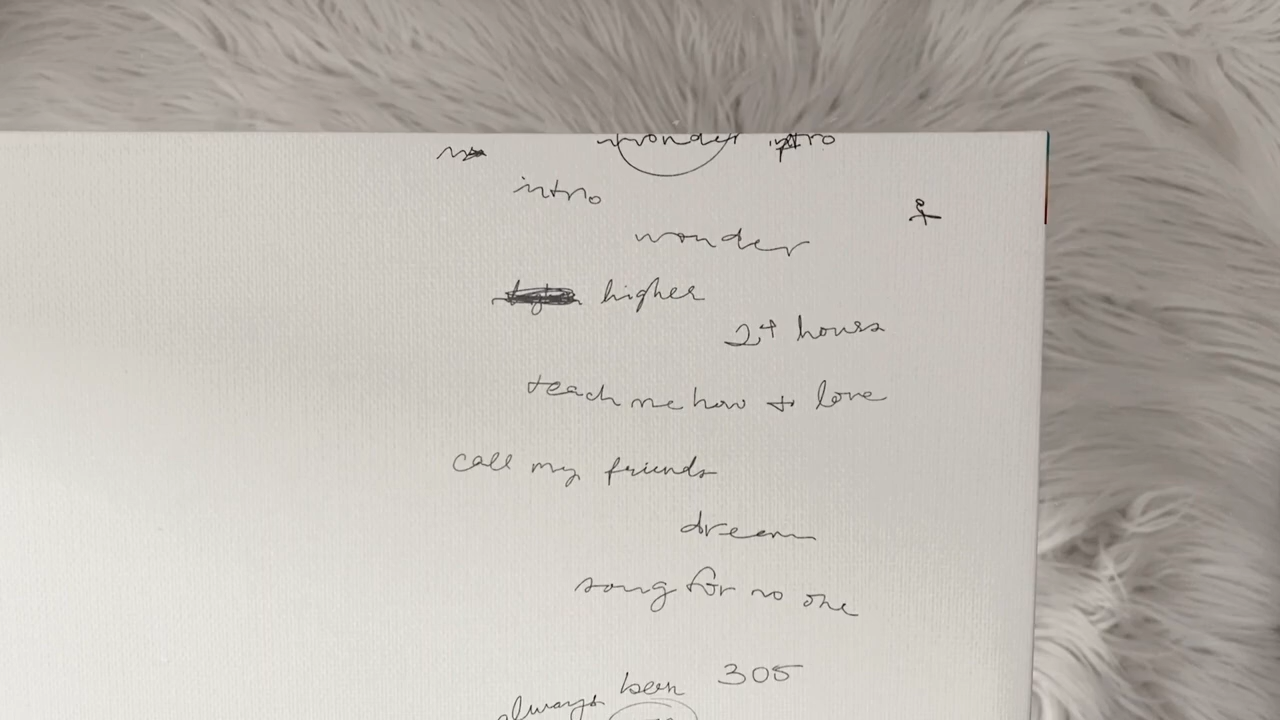 wonder intro
intro
wonder
higher
24 hours
teach me how to love
call my friends
dream
song for no one
305
always been